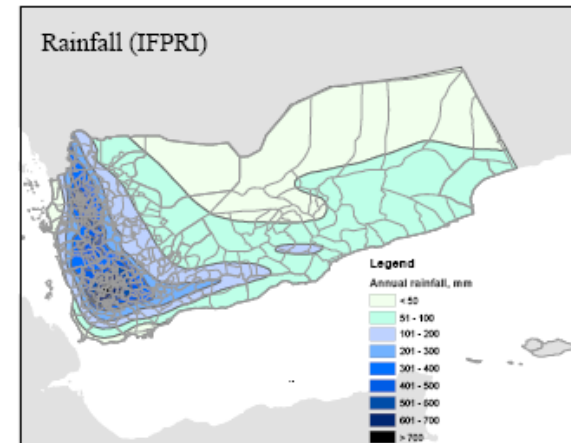 Rainfall (IFPRI)
Legend
Annual rainfall, mm
< 50
51 - 100
101 - 200
201 - 300
301 - 400
401 - 500
501 - 600
601 - 700
> 700